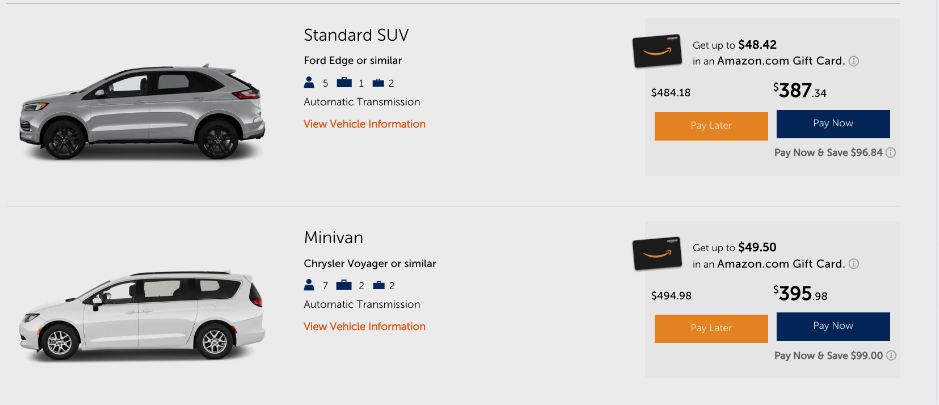 Standard SUV
Ford Edge or similar
5 1 2
Automatic Transmission
View Vehicle Information
Get up to $48.42
in an Amazon.com Gift Card.
$484.18
$387.34
Pay Later
Pay Now
Pay Now & Save $96.84
Minivan
Chrysler Voyager or similar
7 2 2
Automatic Transmission
View Vehicle Information
Get up to $49.50
in an Amazon.com Gift Card.
$494.98
$395.98
Pay Later
Pay Now
Pay Now & Save $99.00